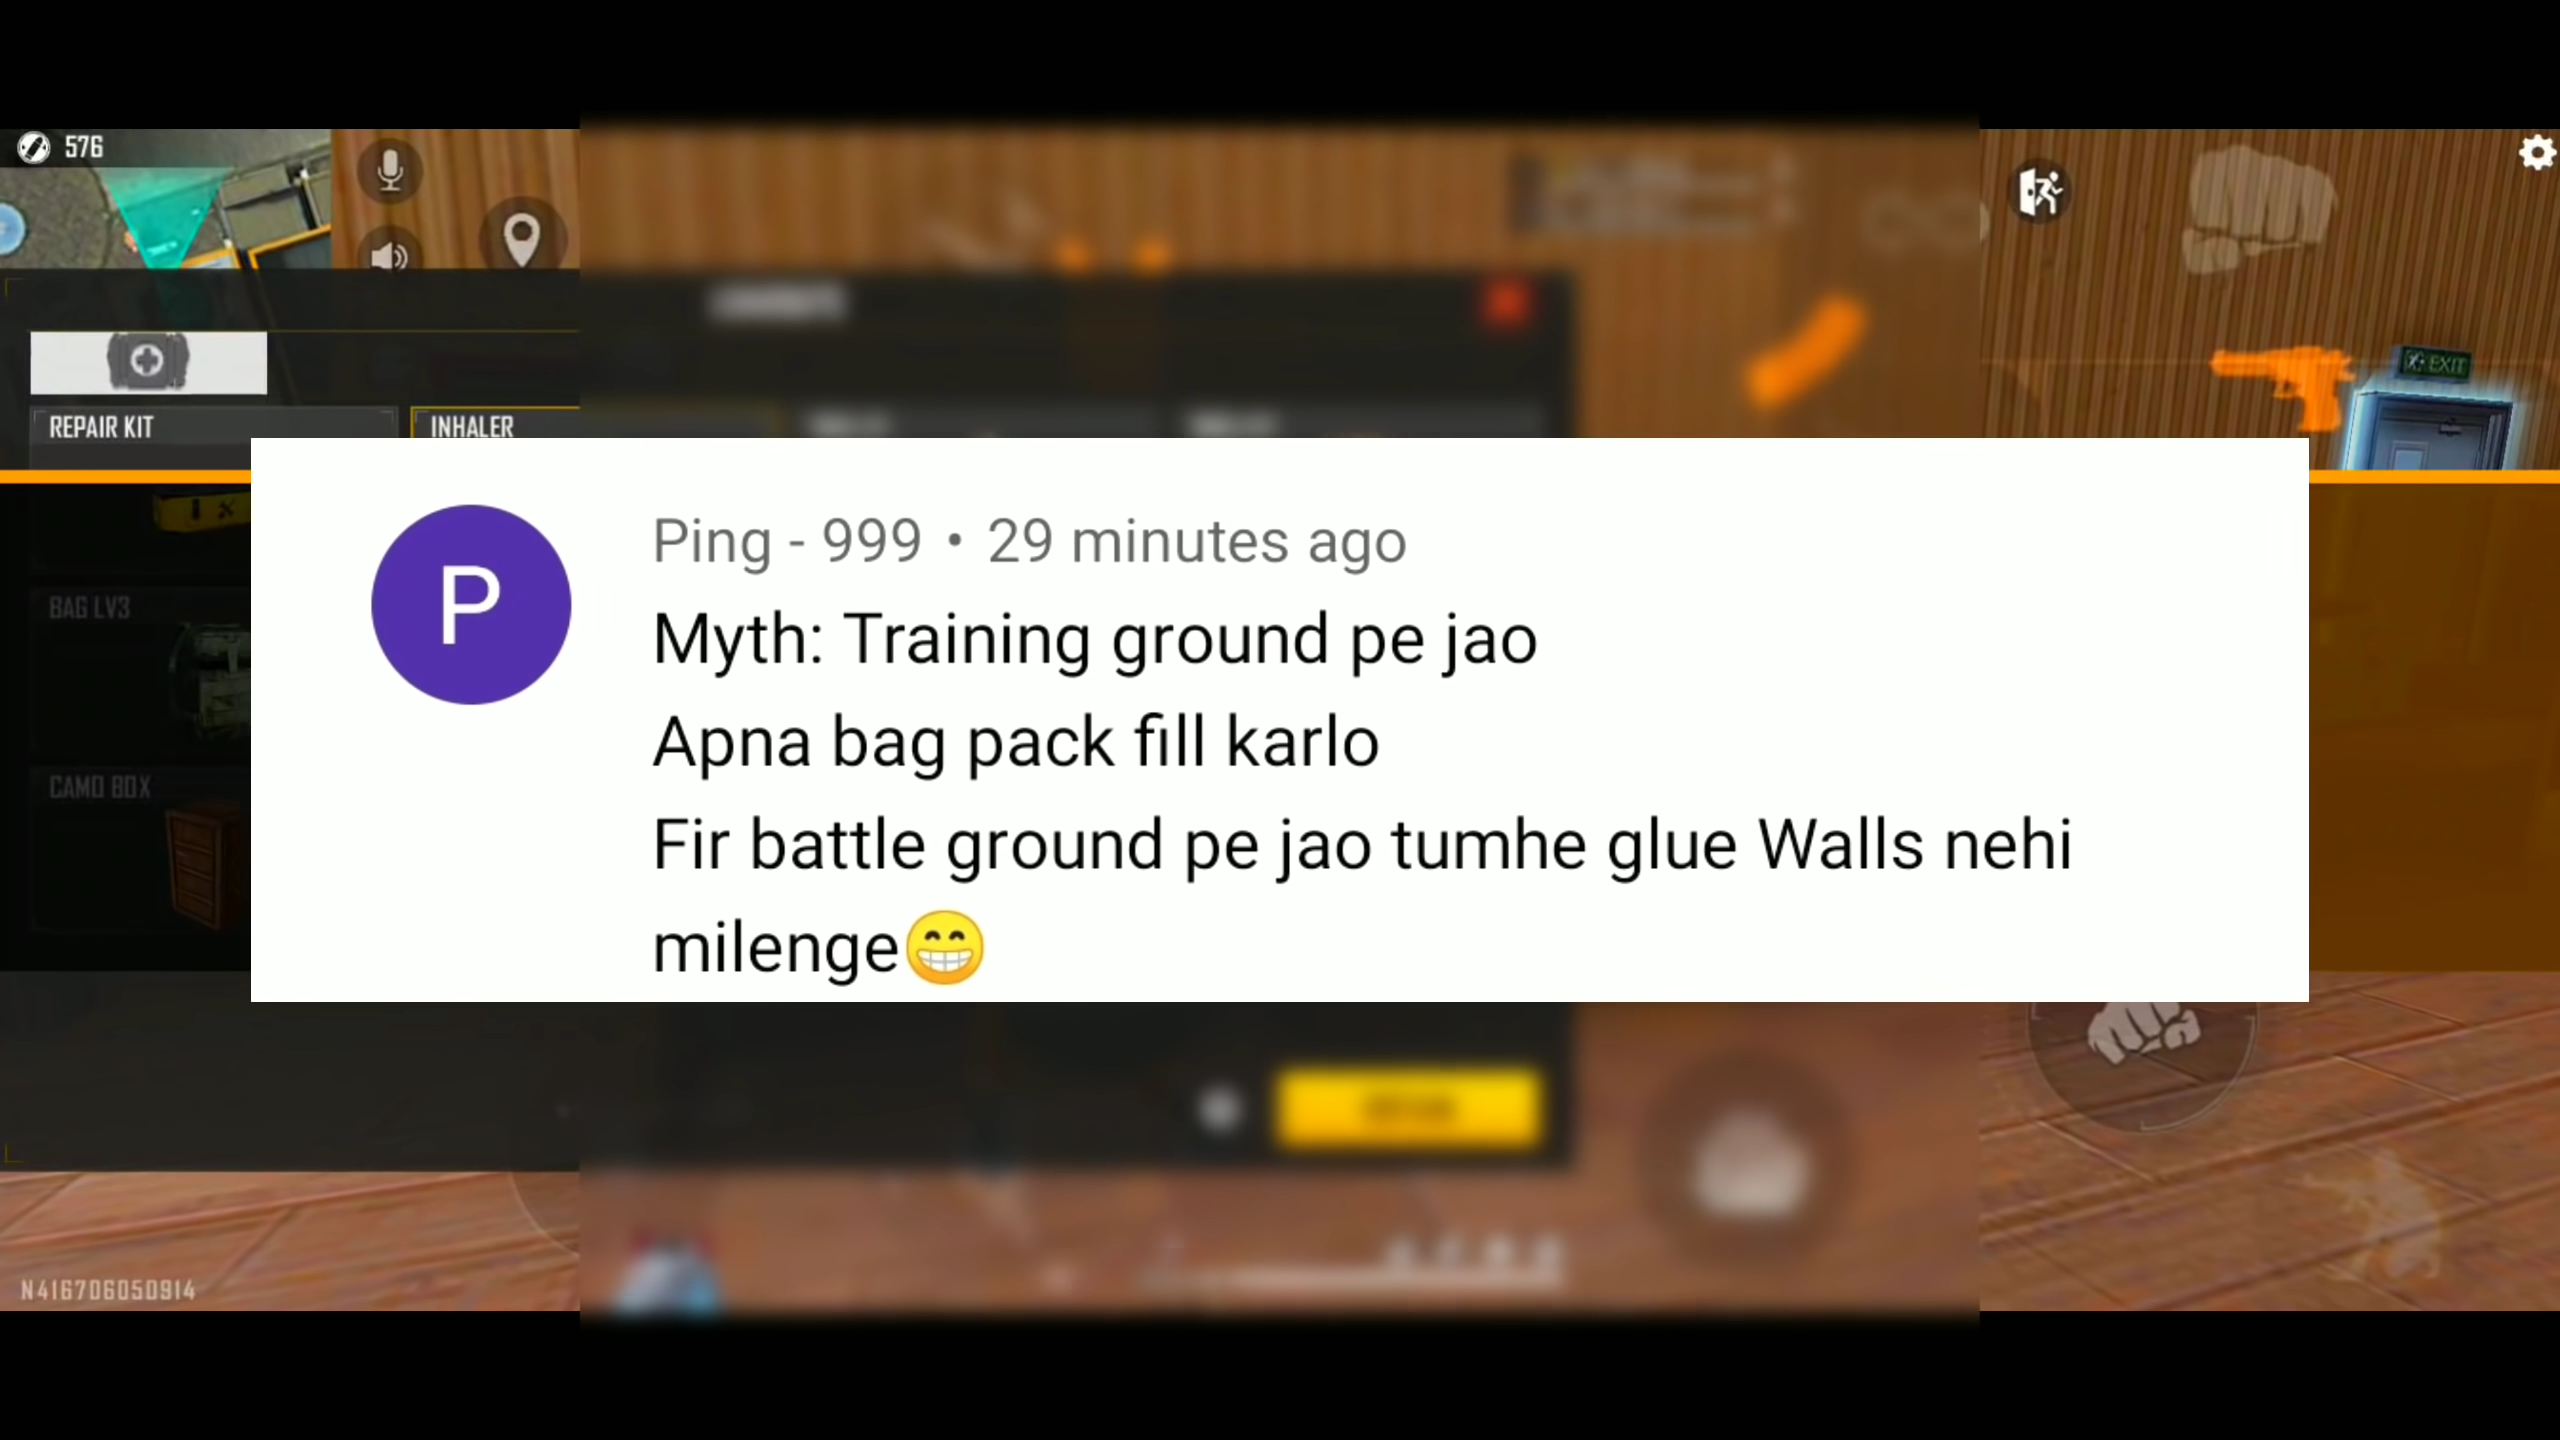 576
REPAIR KIT
INHALER
EXIT
BAG LV3
CAMO BOX
Ping - 999 • 29 minutes ago
Myth: Training ground pe jao
Apna bag pack fill karlo
Fir battle ground pe jao tumhe glue Walls nehi
milenge😁
P
N416706050914